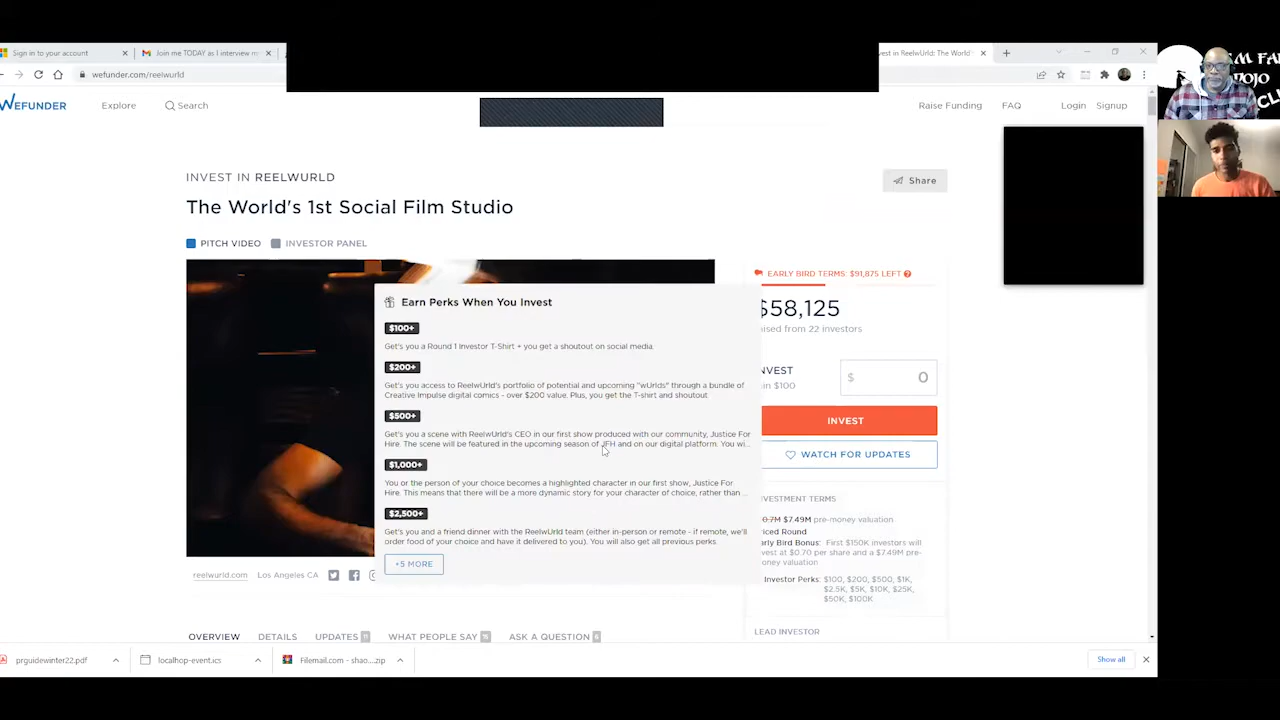 Sign in to your account
Join me TODAY as I interview m
vest in ReelwUrld: The World'
wefunder.com/reelwurld
WEFUNDER
Explore
Search
Raise Funding
FAQ
Login
Signup
INVEST IN REELWURLD
Share
The World's 1st Social Film Studio
PITCH VIDEO
INVESTOR PANEL
EARLY BIRD TERMS: $91,875 LEFT
$58,125
aised from 22 investors
Earn Perks When You Invest
$100+
Get's you a Round 1 Investor T-Shirt + you get a shoutout on social media.
$200+
Get's you access to ReelwUrld's portfolio of potential and upcoming "wUrlds" through a bundle of
Creative Impulse digital comics - over $200 value. Plus, you get the T-shirt and shoutout
$500+
Get's you a scene with ReelwUrld's CEO in our first show produced with our community, Justice For
Hire. The scene will be featured in the upcoming season of JFH and on our digital platform. You wi...
$1,000+
You or the person of your choice becomes a highlighted character in our first show, Justice For
Hire. This means that there will be a more dynamic story for your character of choice, rather than ...
$2,500+
Get's you and a friend dinner with the ReelwUrld team (either in-person or remote - if remote, we'll
order food of your choice and have it delivered to you). You will also get all previous perks
+5 MORE
NVEST
in $100
$ 0
INVEST
WATCH FOR UPDATES
NVESTMENT TERMS
0.7M $7.49M pre-money valuation
riced Round
arly Bird Bonus: First $150K investors will
vest at $0.70 per share and a $7.49M pre-
oney valuation
Investor Perks: $100, $200, $500, $1K,
$2.5K, $5K, $10K, $25K,
$50K, $100K
LEAD INVESTOR
reelwurld.com
Los Angeles CA
OVERVIEW
DETAILS
UPDATES
WHAT PEOPLE SAY
ASK A QUESTION
prguidewinter22.pdf
localhop-event.ics
Filemail.com - shao....zip
Show all